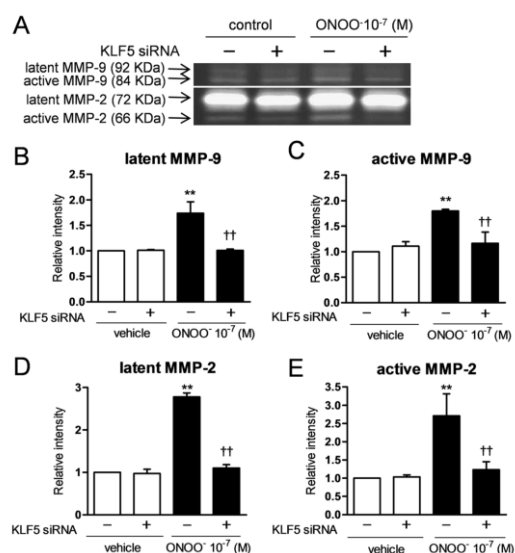 A
control ONOO⁻10⁻⁷ (M)
KLF5 siRNA – + – +
latent MMP-9 (92 KDa)
active MMP-9 (84 KDa)
latent MMP-2 (72 KDa)
active MMP-2 (66 KDa)
B
latent MMP-9
Relative intensity
2.5
2.0
1.5
1.0
0.5
0.0
**
††
KLF5 siRNA – + – +
vehicle ONOO⁻ 10⁻⁷ (M)
C
active MMP-9
Relative intensity
2.5
2.0
1.5
1.0
0.5
0.0
**
††
KLF5 siRNA – + – +
vehicle ONOO⁻ 10⁻⁷ (M)
D
latent MMP-2
Relative intensity
3
2
1
0
**
††
KLF5 siRNA – + – +
vehicle ONOO⁻ 10⁻⁷ (M)
E
active MMP-2
Relative intensity
3.5
3.0
2.5
2.0
1.5
1.0
0.5
0.0
**
††
KLF5 siRNA – + – +
vehicle ONOO⁻ 10⁻⁷ (M)